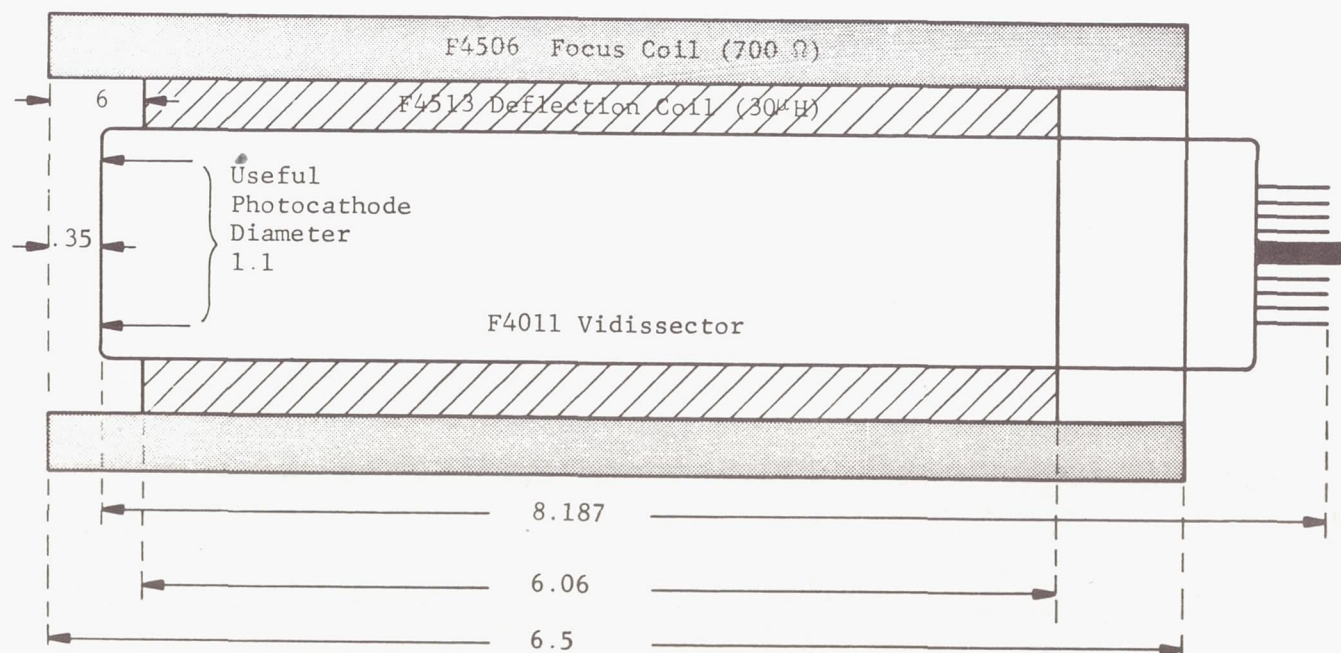 F4506 Focus Coil (700 Ω)
6
F4513 Deflection Coil (30μH)
Useful
Photocathode
Diameter
1.1
.35
F4011 Vidissector
8.187
6.06
6.5